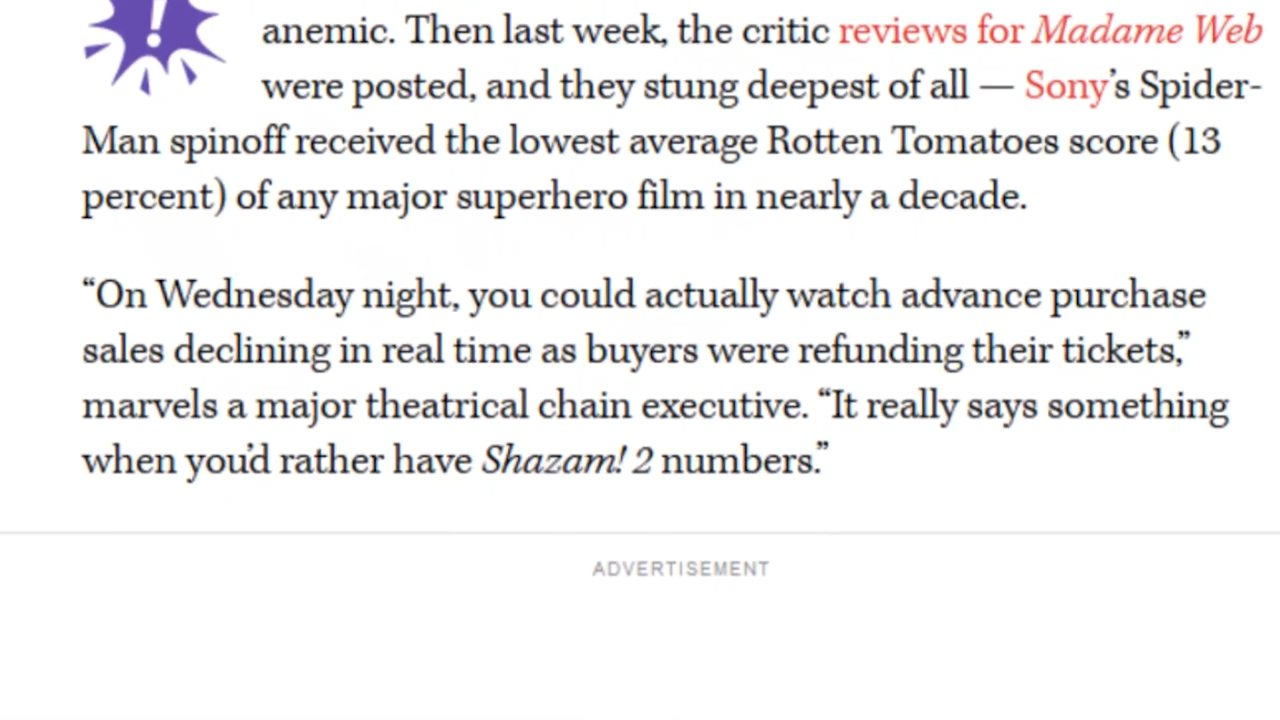 anemic. Then last week, the critic reviews for Madame Web
were posted, and they stung deepest of all — Sony’s Spider-
Man spinoff received the lowest average Rotten Tomatoes score (13
percent) of any major superhero film in nearly a decade.
“On Wednesday night, you could actually watch advance purchase
sales declining in real time as buyers were refunding their tickets,”
marvels a major theatrical chain executive. “It really says something
when you’d rather have Shazam! 2 numbers.”
ADVERTISEMENT